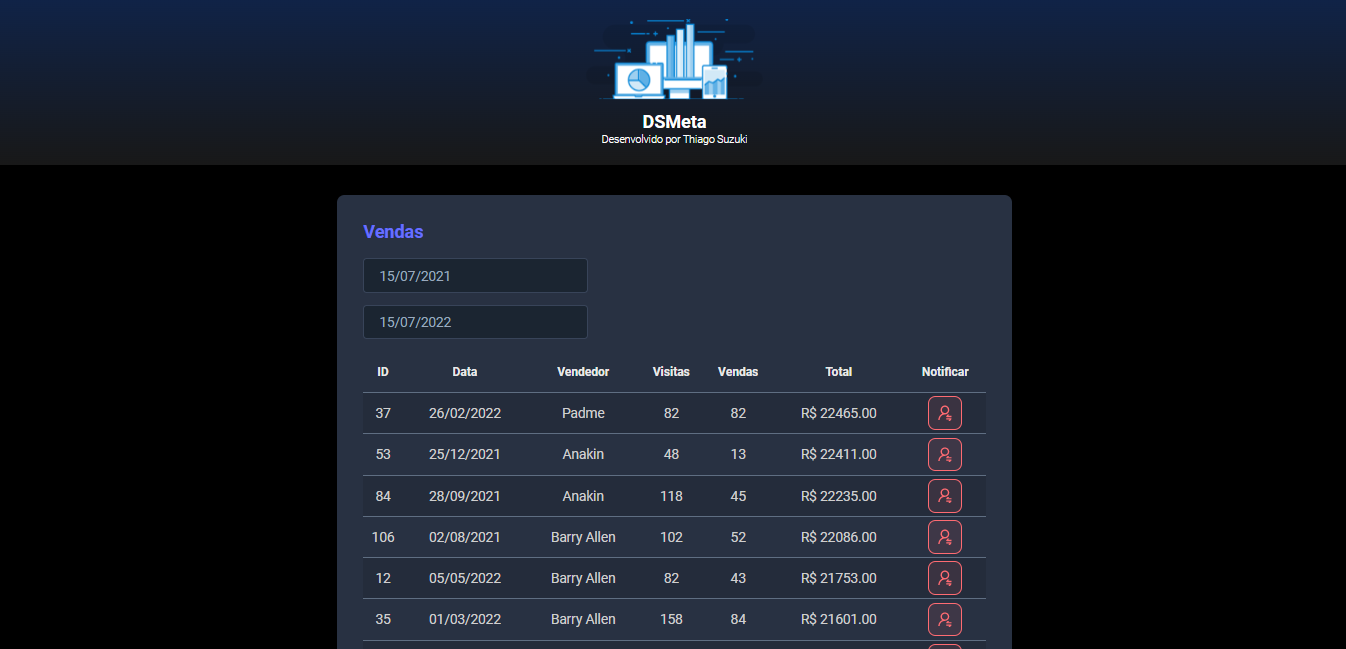 DSMeta
Desenvolvido por Thiago Suzuki
Vendas
15/07/2021
15/07/2022
ID Data Vendedor Visitas Vendas Total Notificar
37 26/02/2022 Padme 82 82 R$ 22465.00
53 25/12/2021 Anakin 48 13 R$ 22411.00
84 28/09/2021 Anakin 118 45 R$ 22235.00
106 02/08/2021 Barry Allen 102 52 R$ 22086.00
12 05/05/2022 Barry Allen 82 43 R$ 21753.00
35 01/03/2022 Barry Allen 158 84 R$ 21601.00